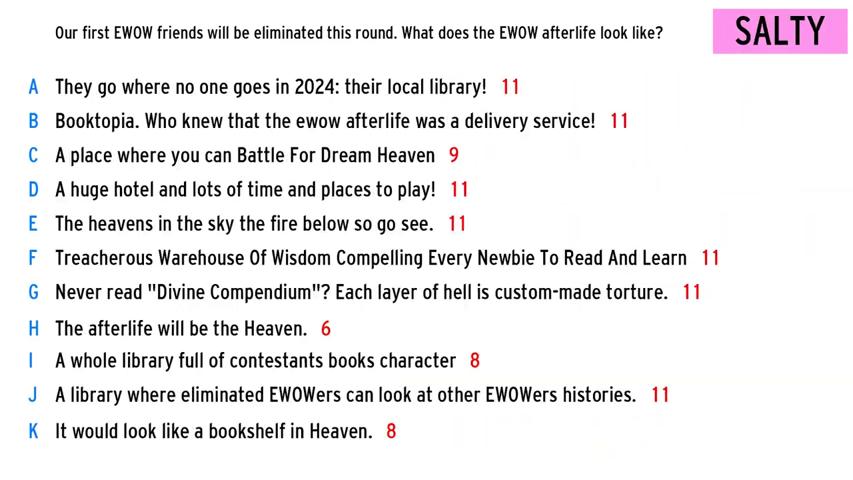 Our first EWOW friends will be eliminated this round. What does the EWOW afterlife look like?
SALTY
A They go where no one goes in 2024: their local library! 11
B Booktopia. Who knew that the ewow afterlife was a delivery service! 11
C A place where you can Battle For Dream Heaven 9
D A huge hotel and lots of time and places to play! 11
E The heavens in the sky the fire below so go see. 11
F Treacherous Warehouse Of Wisdom Compelling Every Newbie To Read And Learn 11
G Never read "Divine Compendium"? Each layer of hell is custom-made torture. 11
H The afterlife will be the Heaven. 6
I A whole library full of contestants books character 8
J A library where eliminated EWOWers can look at other EWOWers histories. 11
K It would look like a bookshelf in Heaven. 8